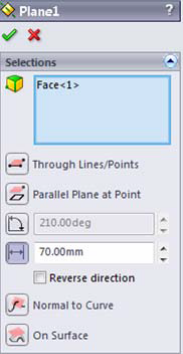 Plane1 ?
Selections
Face<1>
Through Lines/Points
Parallel Plane at Point
210.00deg
70.00mm
Reverse direction
Normal to Curve
On Surface